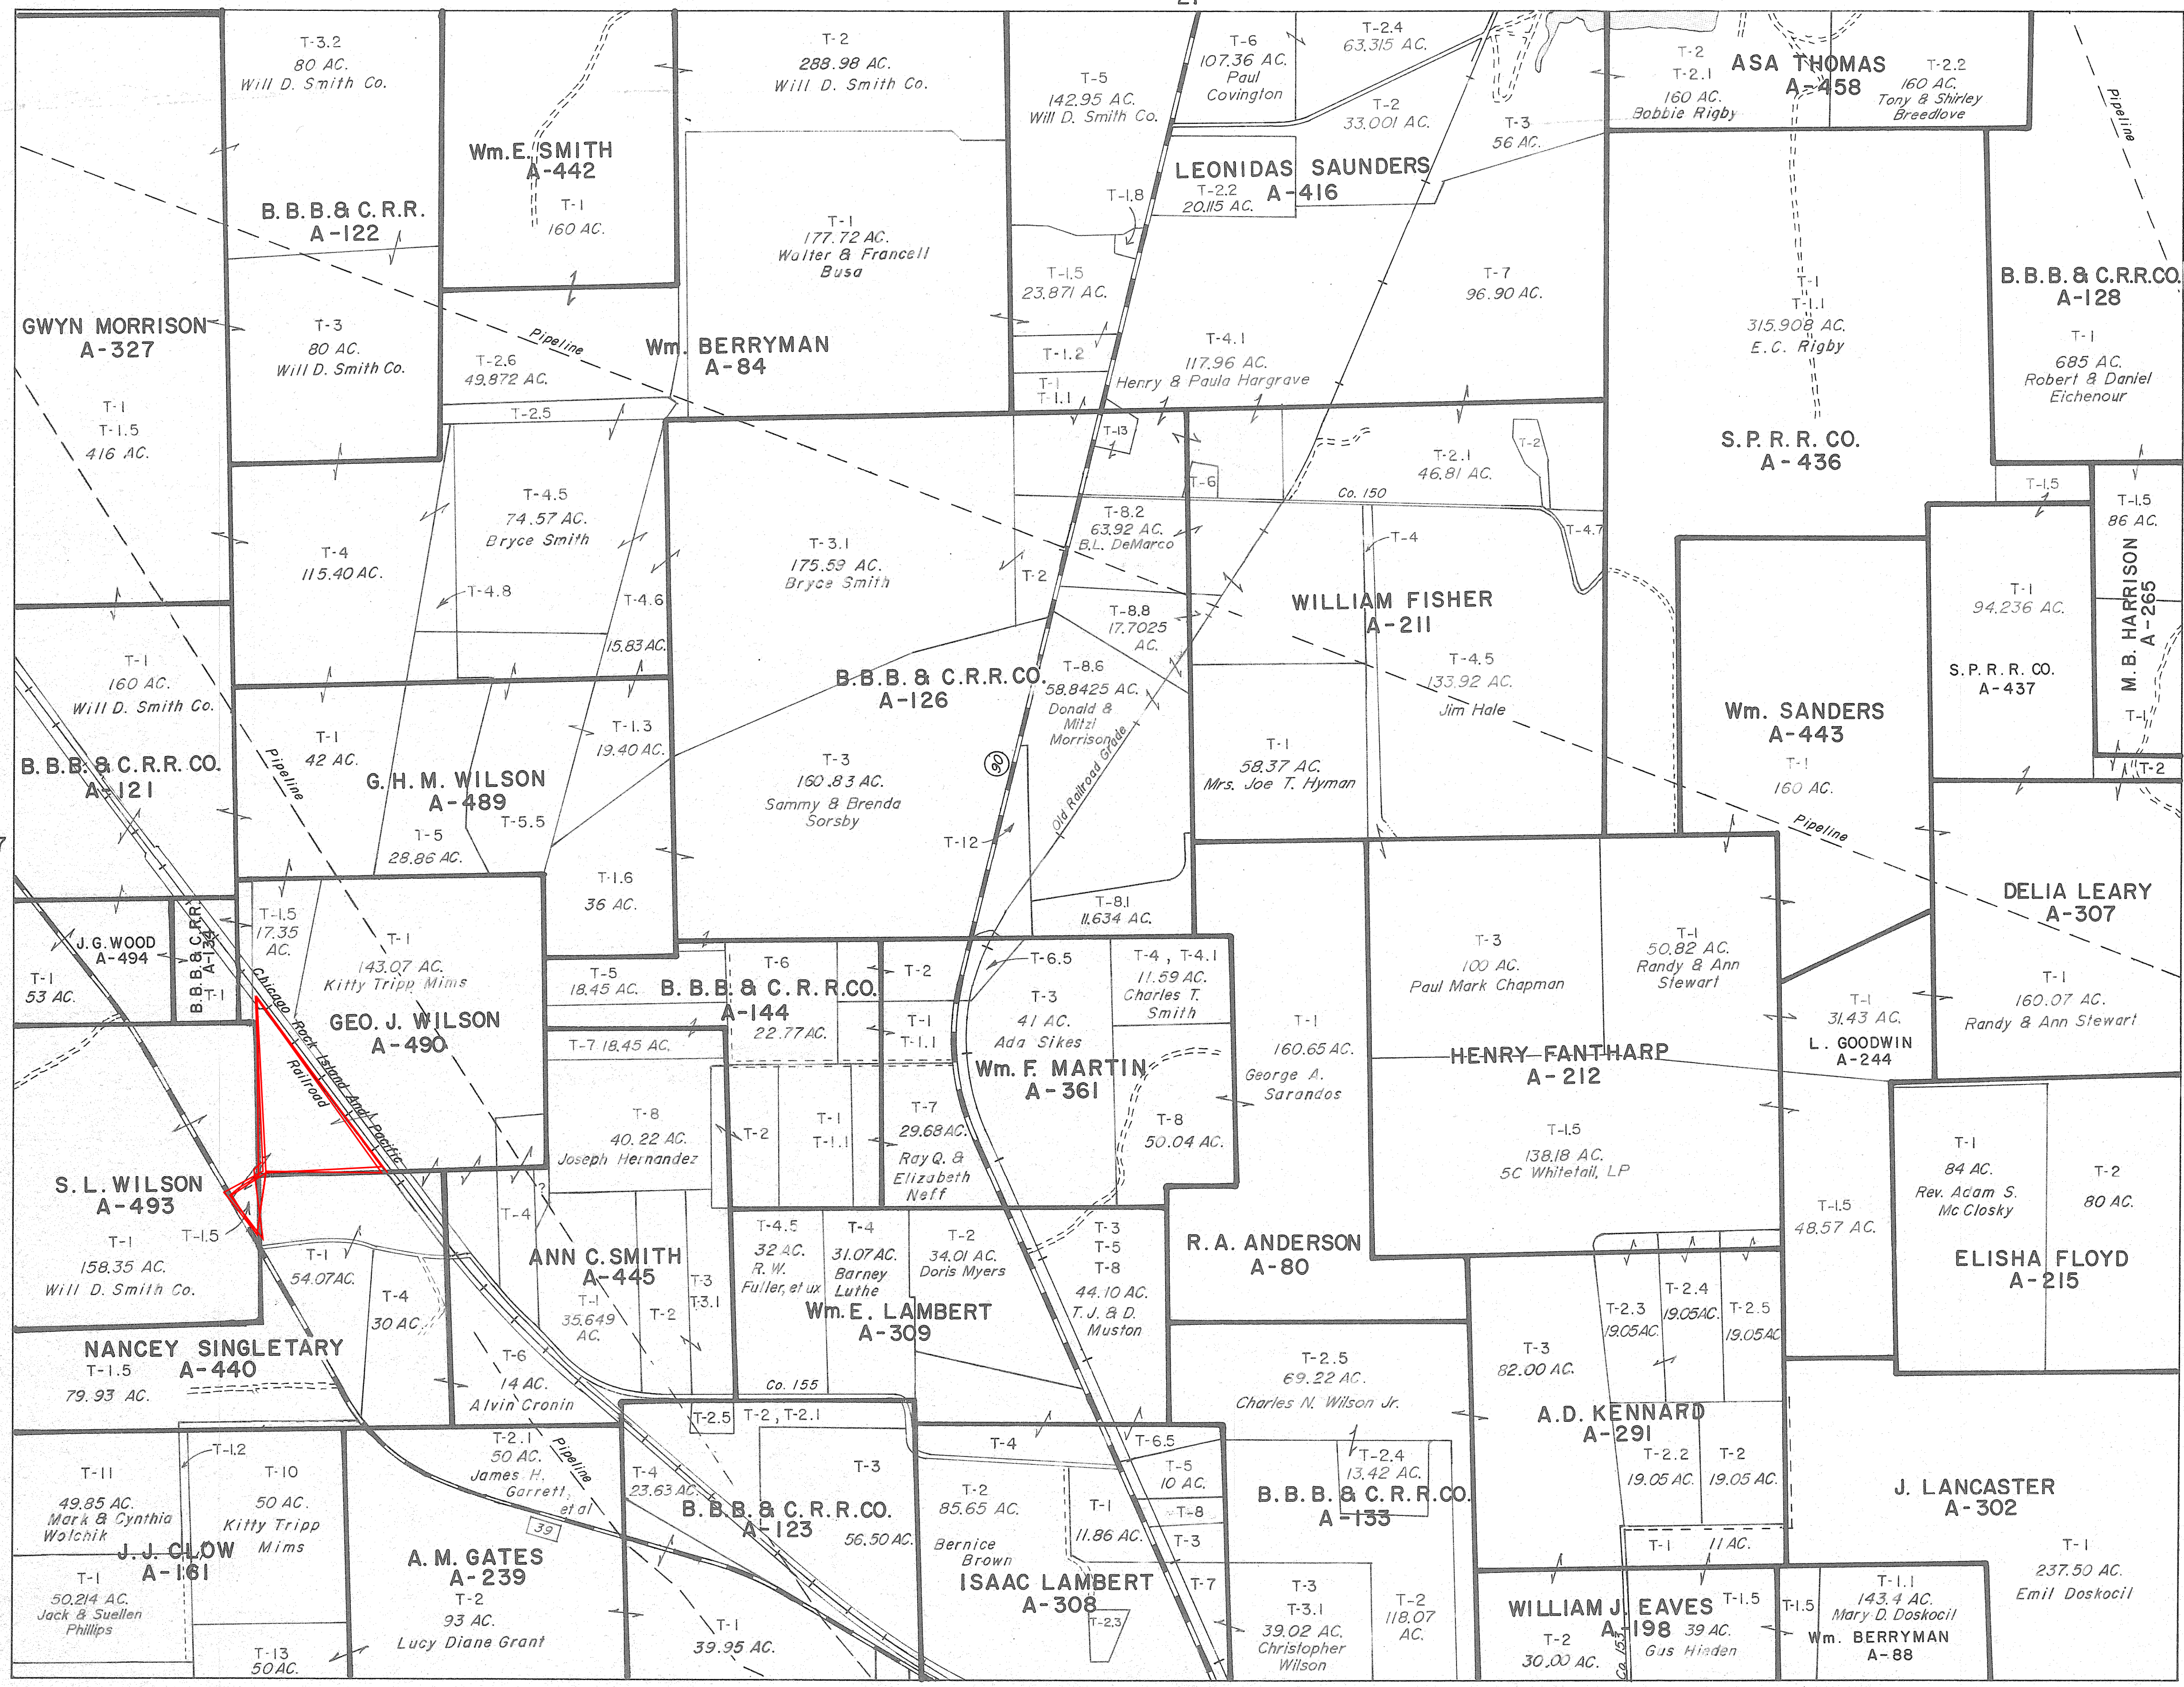 T-3.2
80 AC.
Will D. Smith Co.
B.B.B.& C.R.R.
A-122
T-3
80 AC.
Will D. Smith Co.
GWYN MORRISON
A-327
T-1
T-1.5
416 AC.
Wm. E. SMITH
A-442
T-1
160 AC.
T-2
288.98 AC.
Will D. Smith Co.
T-1
177.72 AC.
Walter & Francell
Busa
Pipeline
Wm. BERRYMAN
A-84
T-2.6
49.872 AC.
T-2.5
T-5
142.95 AC.
Will D. Smith Co.
T-1.8
T-1.5
23.871 AC.
T-1.2
T-1
T-1.1
T-6
107.36 AC.
Paul
Covington
T-2.4
63.315 AC.
T-2
33.001 AC.
T-3
56 AC.
LEONIDAS SAUNDERS
A-416
T-2.2
20.115 AC.
T-7
96.90 AC.
T-4.1
117.96 AC.
Henry & Paula Hargrave
T-2
T-2.1
160 AC.
Bobbie Rigby
ASA THOMAS
A-458
T-2.2
160 AC.
Tony & Shirley
Breedlove
Pipeline
T-1
T-1.1
315.908 AC.
E.C. Rigby
S.P.R.R. CO.
A-436
B.B.B. & C.R.R.CO.
A-128
T-1
685 AC.
Robert & Daniel
Eichenour
T-4
115.40 AC.
T-4.5
74.57 AC.
Bryce Smith
T-4.8
T-4.6
15.83 AC.
T-3.1
175.59 AC.
Bryce Smith
T-13
T-8.2
63.92 AC.
B.L. DeMarco
T-2
T-8.8
17.7025
AC.
T-6
T-2.1
46.81 AC.
T-2
Co. 150
T-4
T-4.7
WILLIAM FISHER
A-211
T-4.5
133.92 AC.
Jim Hale
T-1
58.37 AC.
Mrs. Joe T. Hyman
T-1.5
T-1.5
86 AC.
M.B. HARRISON
A-265
T-1
T-2
T-1
94.236 AC.
S.P.R.R. CO.
A-437
Wm. SANDERS
A-443
T-1
160 AC.
Pipeline
T-1
160 AC.
Will D. Smith Co.
B.B.B. & C.R.R. CO.
A-121
Pipeline
T-1
42 AC.
G.H.M. WILSON
A-489
T-5
28.86 AC.
T-5.5
T-1.3
19.40 AC.
T-1.6
36 AC.
B.B.B. & C.R.R.CO.
A-126
T-3
160.83 AC.
Sammy & Brenda
Sorsby
T-8.6
58.8425 AC.
Donald &
Mitzi
Morrison
90
Old Railroad Grade
T-12
T-8.1
11.634 AC.
DELIA LEARY
A-307
T-1
160.07 AC.
Randy & Ann Stewart
J.G. WOOD
A-494
T-1
53 AC.
B.B.B.& C.R.R.
A-134
T-1
T-1.5
17.35
AC.
T-1
143.07 AC.
Kitty Tripp Mims
GEO. J. WILSON
A-490
Chicago Rock Island And Pacific
Railroad
T-5
18.45 AC.
T-6
B.B.B. & C.R.R.CO.
A-144
22.77 AC.
T-7 18.45 AC.
T-8
40.22 AC.
Joseph Hernandez
T-2
T-1
T-1.1
T-2
T-1
T-1.1
T-6.5
T-3
41 AC.
Ada Sikes
T-4 , T-4.1
11.59 AC.
Charles T.
Smith
Wm. F. MARTIN
A-361
T-7
29.68 AC.
Ray Q. &
Elizabeth
Neff
T-8
50.04 AC.
T-1
160.65 AC.
George A.
Sarandos
T-3
100 AC.
Paul Mark Chapman
T-1
50.82 AC.
Randy & Ann
Stewart
HENRY FANTHARP
A-212
T-1.5
138.18 AC.
5C Whitetail, LP
T-1
31.43 AC.
L. GOODWIN
A-244
T-1.5
48.57 AC.
T-1
84 AC.
Rev. Adam S.
Mc Closky
T-2
80 AC.
ELISHA FLOYD
A-215
S. L. WILSON
A-493
T-1
158.35 AC.
Will D. Smith Co.
T-1.5
T-1
54.07 AC.
T-4
30 AC.
NANCEY SINGLETARY
A-440
T-1.5
79.93 AC.
T-4
?
ANN C. SMITH
A-445
T-1
35.649
AC.
T-2
T-3
T-3.1
T-6
14 AC.
Alvin Cronin
T-4.5
32 AC.
R.W.
Fuller, et ux
T-4
31.07 AC.
Barney
Luthe
T-2
34.01 AC.
Doris Myers
Wm. E. LAMBERT
A-309
T-3
T-5
T-8
44.10 AC.
T.J. & D.
Muston
Co. 155
R.A. ANDERSON
A-80
T-2.5
69.22 AC.
Charles N. Wilson Jr.
T-3
82.00 AC.
T-2.3
19.05 AC.
T-2.4
19.05 AC.
T-2.5
19.05 AC
A.D. KENNARD
A-291
T-2.2
19.05 AC.
T-2
19.05 AC.
T-1
11 AC.
J. LANCASTER
A-302
T-1
237.50 AC.
Emil Doskocil
T-11
49.85 AC.
Mark & Cynthia
Wolchik
T-1.2
T-10
50 AC.
Kitty Tripp
Mims
J.J. CLOW
A-161
T-1
50.214 AC.
Jack & Suellen
Phillips
T-13
50 AC.
T-2.1
50 AC.
James H.
Garrett,
et al
39
Pipeline
A. M. GATES
A-239
T-2
93 AC.
Lucy Diane Grant
T-2.5
T-2 , T-2.1
T-4
23.63 AC.
T-3
B.B.B. & C.R.R.CO.
A-123
56.50 AC.
T-1
39.95 AC.
T-4
T-2
85.65 AC.
Bernice
Brown
T-1
11.86 AC.
T-6.5
T-5
10 AC.
T-8
T-3
T-7
ISAAC LAMBERT
A-308
T-2.3
T-2.4
13.42 AC.
B.B.B. & C.R.R.CO.
A-133
T-3
T-3.1
39.02 AC.
Christopher
Wilson
T-2
118.07
AC.
WILLIAM J. EAVES
A-198
T-2
30.00 AC.
Co. 153
T-1.5
39 AC.
Gus Hieden
T-1.5
T-1.1
143.4 AC.
Mary D. Doskocil
Wm. BERRYMAN
A-88